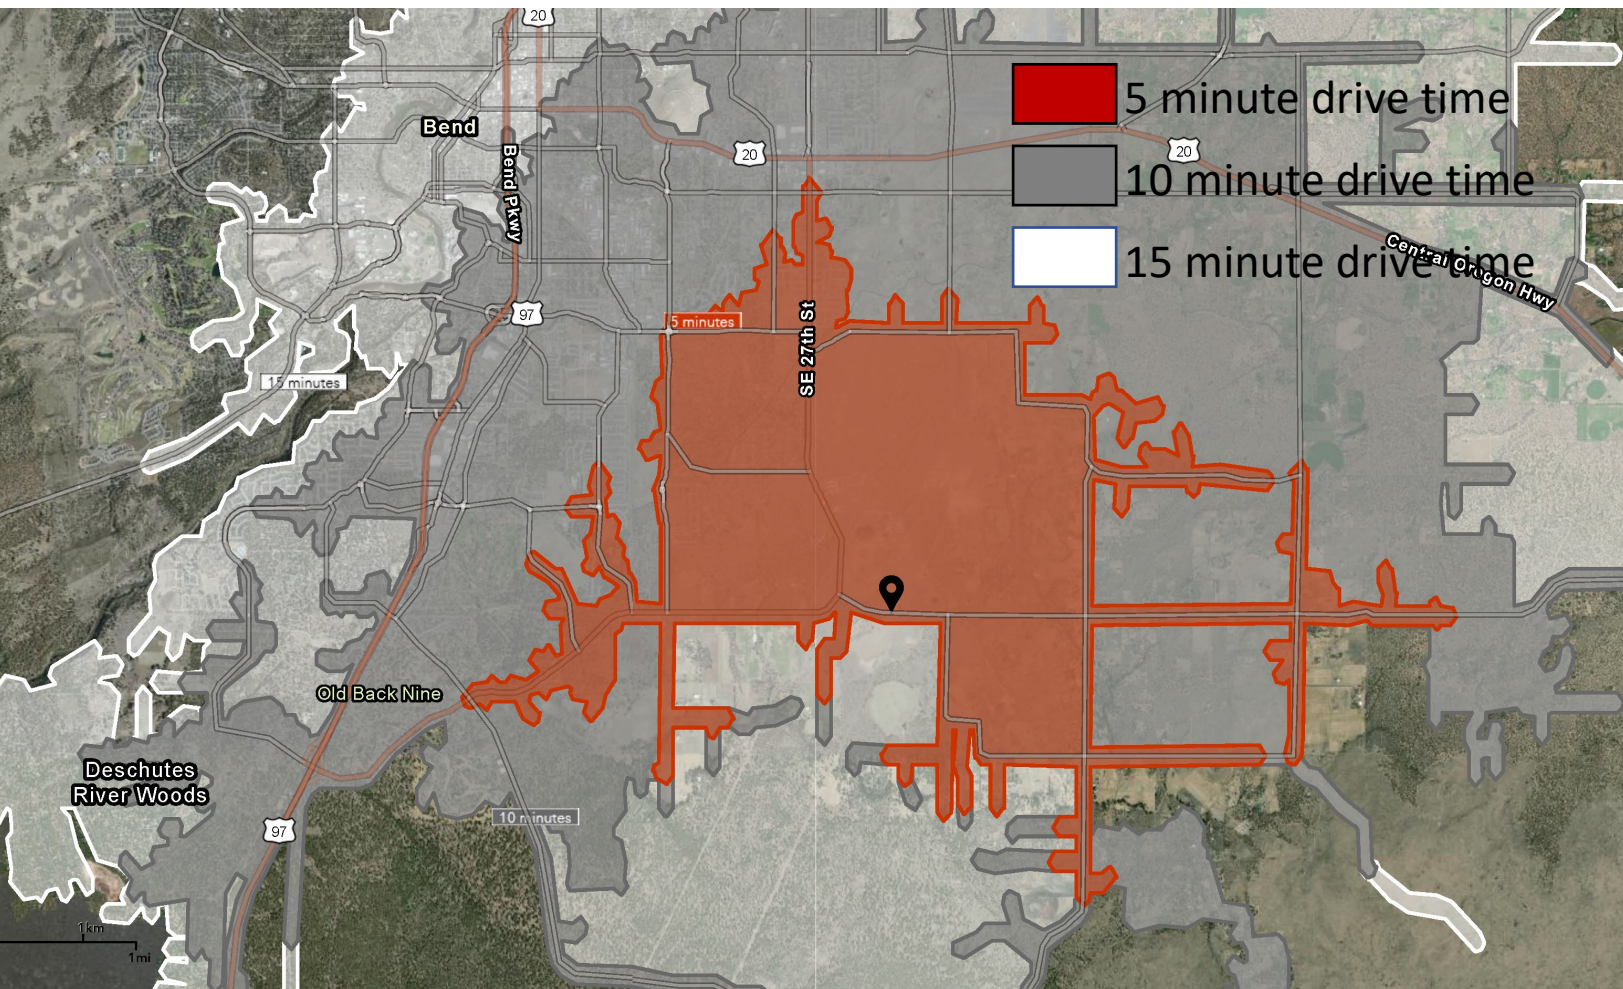 20
5 minute drive time
Bend
20
20
10 minute drive time
Bend Pkwy
Central Oregon Hwy
15 minute drive time
97
5 minutes
SE 27th St
15 minutes
Old Back Nine
Deschutes
River Woods
10 minutes
97
1km
1mi